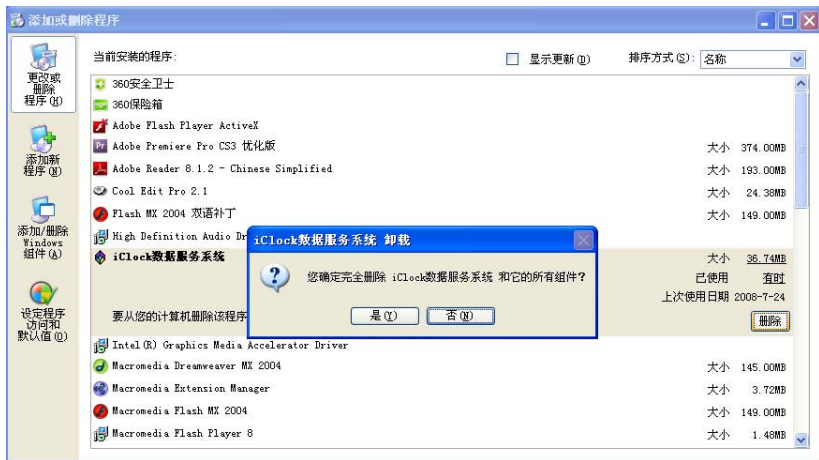 添加或删除程序
更改或
删除
程序(H)
添加新
程序(N)
添加/删除
Windows
组件(A)
设定程序
访问和
默认值(O)
当前安装的程序:
显示更新(D)
排序方式(S): 名称
360安全卫士
360保险箱
Adobe Flash Player ActiveX
Adobe Premiere Pro CS3 优化版 大小 374.00MB
Adobe Reader 8.1.2 - Chinese Simplified 大小 193.00MB
Cool Edit Pro 2.1 大小 24.38MB
Flash MX 2004 双语补丁 大小 149.00MB
High Definition Audio Dr
iClock数据服务系统 大小 36.74MB
已使用 有时
上次使用日期 2008-7-24
要从您的计算机删除该程序
删除
iClock数据服务系统 卸载
您确定完全删除 iClock数据服务系统 和它的所有组件?
是(Y) 否(N)
Intel(R) Graphics Media Accelerator Driver
Macromedia Dreamweaver MX 2004 大小 145.00MB
Macromedia Extension Manager 大小 3.72MB
Macromedia Flash MX 2004 大小 149.00MB
Macromedia Flash Player 8 大小 1.48MB